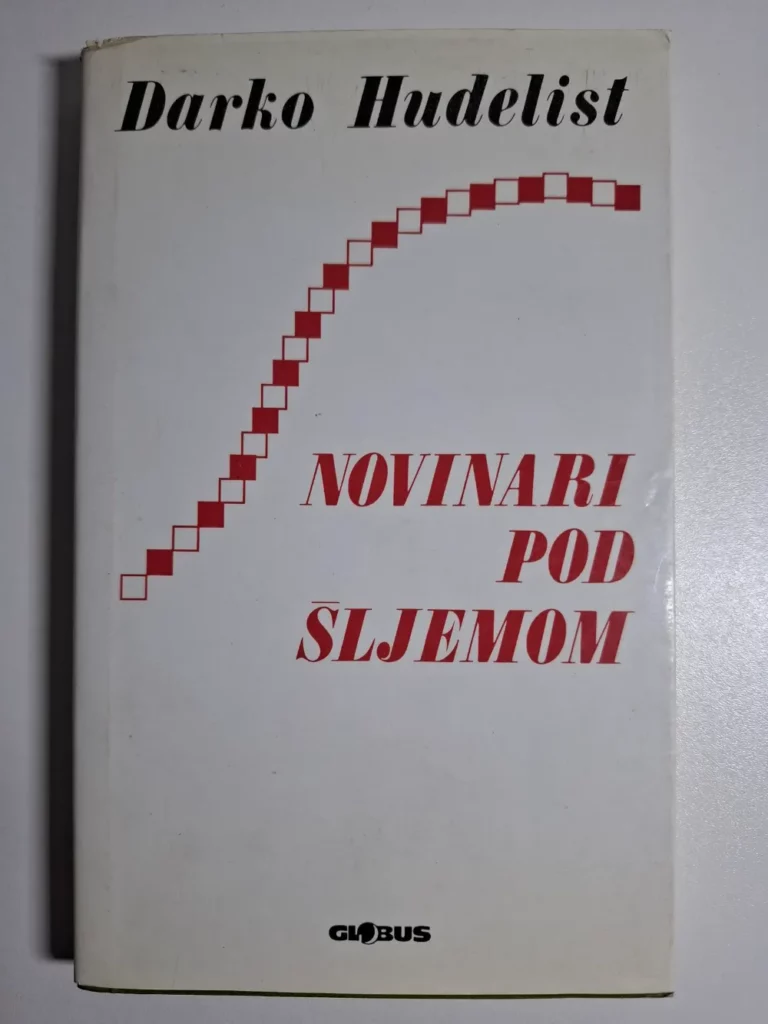 Darko Hudelist
NOVINARI
POD
ŠLJEMOM
GLOBUS